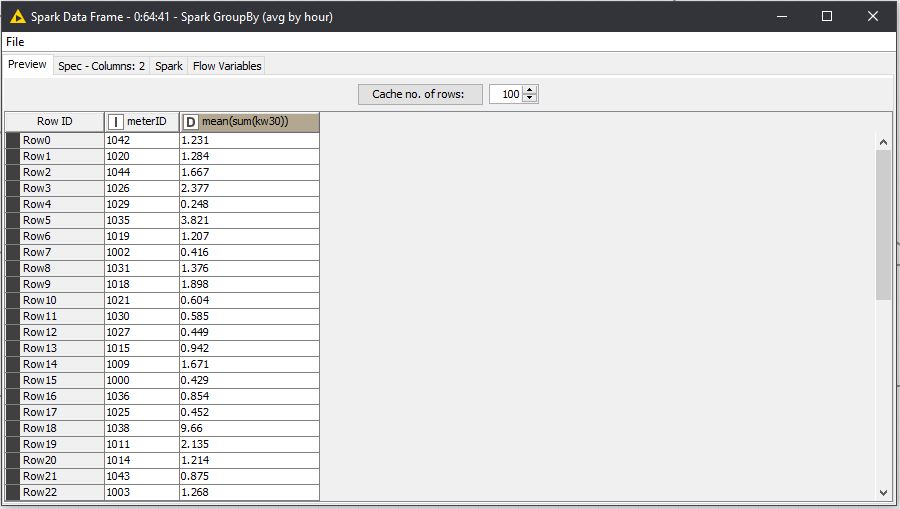 Spark Data Frame - 0:64:41 - Spark GroupBy (avg by hour)
File
Preview Spec - Columns: 2 Spark Flow Variables
Cache no. of rows: 100
Row ID I meterID D mean(sum(kw30))
Row0 1042 1.231
Row1 1020 1.284
Row2 1044 1.667
Row3 1026 2.377
Row4 1029 0.248
Row5 1035 3.821
Row6 1019 1.207
Row7 1002 0.416
Row8 1031 1.376
Row9 1018 1.898
Row10 1021 0.604
Row11 1030 0.585
Row12 1027 0.449
Row13 1015 0.942
Row14 1009 1.671
Row15 1000 0.429
Row16 1036 0.854
Row17 1025 0.452
Row18 1038 9.66
Row19 1011 2.135
Row20 1014 1.214
Row21 1043 0.875
Row22 1003 1.268